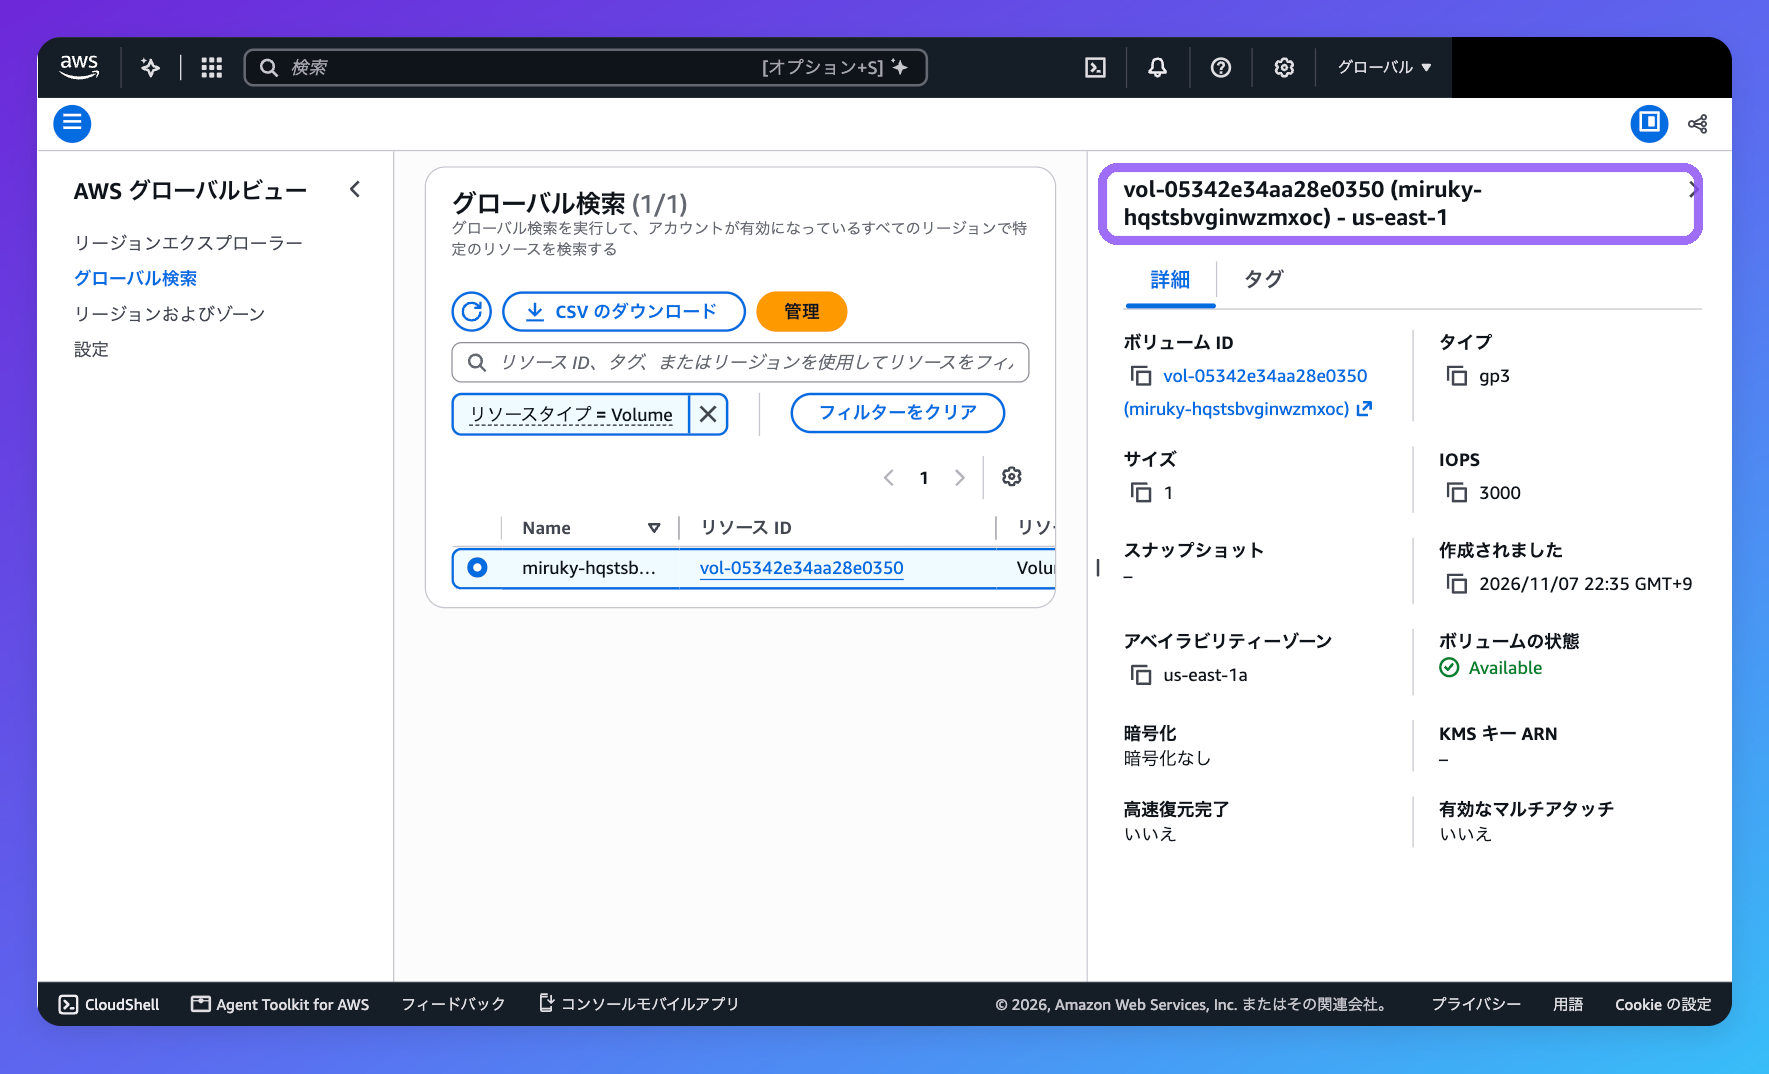 aws
検索 [オプション+S]
グローバル ▼
AWS グローバルビュー
リージョンエクスプローラー
グローバル検索
リージョンおよびゾーン
設定
グローバル検索 (1/1)
グローバル検索を実行して、アカウントが有効になっているすべてのリージョンで特
定のリソースを検索する
CSV のダウンロード
管理
リソース ID、タグ、またはリージョンを使用してリソースをフィ
リソースタイプ = Volume
フィルターをクリア
1
Name リソース ID リソ
miruky-hqstsb... vol-05342e34aa28e0350 Volu
vol-05342e34aa28e0350 (miruky-
hqstsbvginwzmxoc) - us-east-1
詳細 タグ
ボリューム ID
vol-05342e34aa28e0350
(miruky-hqstsbvginwzmxoc)
タイプ
gp3
サイズ
1
IOPS
3000
スナップショット
–
作成されました
2026/11/07 22:35 GMT+9
アベイラビリティーゾーン
us-east-1a
ボリュームの状態
Available
暗号化
暗号化なし
KMS キー ARN
–
高速復元完了
いいえ
有効なマルチアタッチ
いいえ
CloudShell Agent Toolkit for AWS フィードバック コンソールモバイルアプリ © 2026, Amazon Web Services, Inc. またはその関連会社。 プライバシー 用語 Cookie の設定